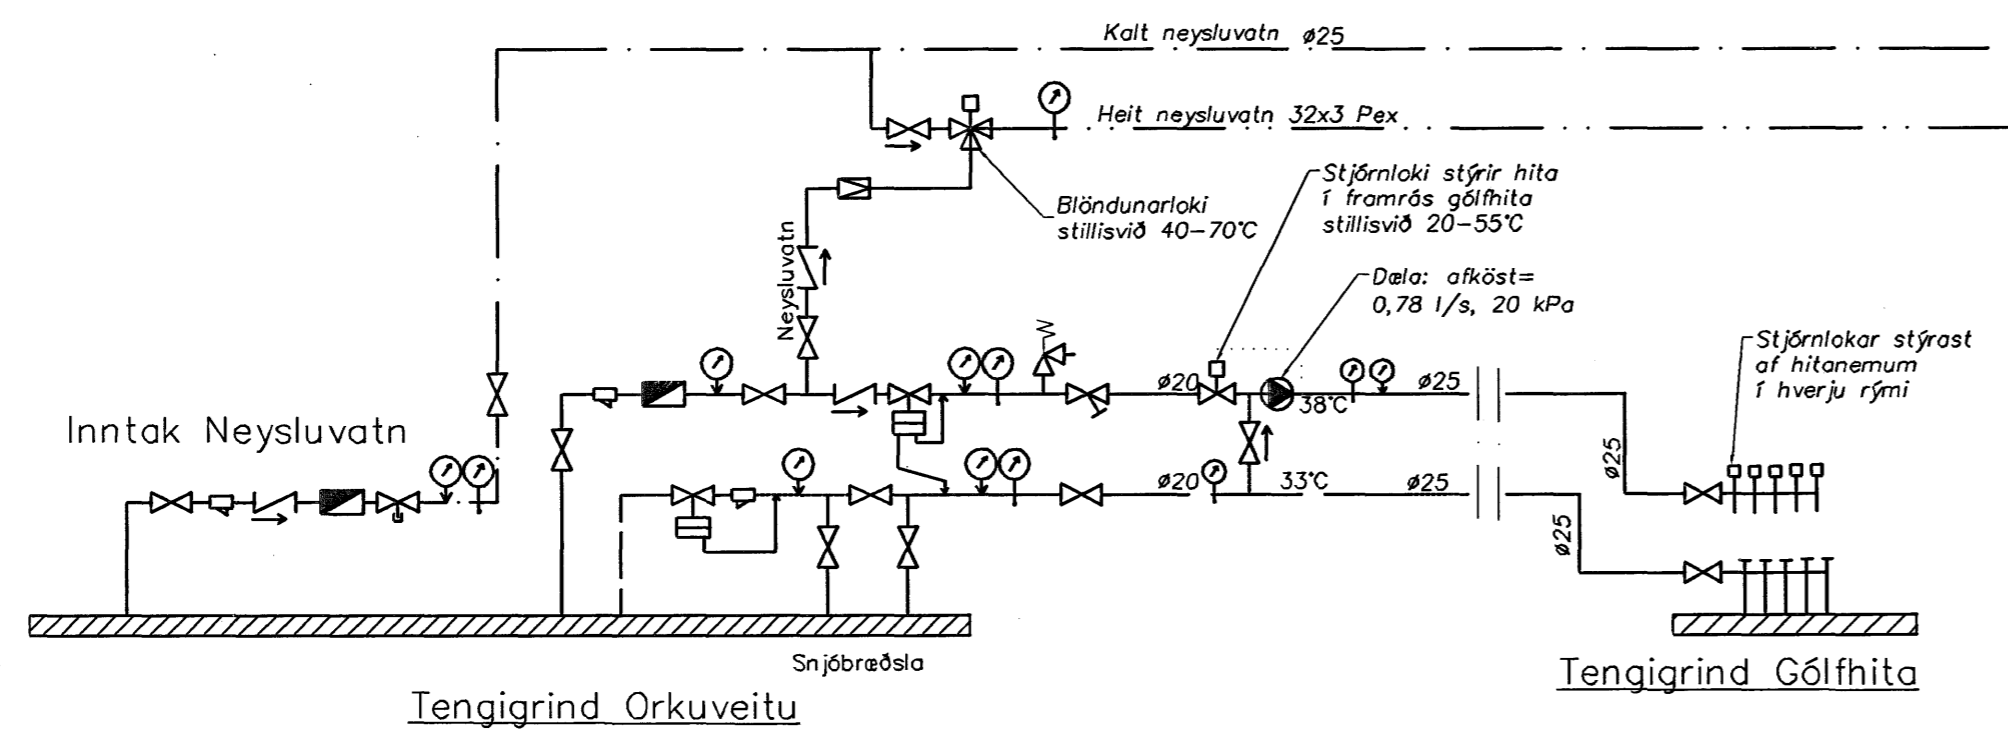 Kalt neysluvatn ø25
Heit neysluvatn 32x3 Pex
Stjórnloki stýrir hita
í framrás gólfhita
stillisvið 20-55°C
Blöndunarloki
stillisvið 40-70°C
Neysluvatn
Dæla: afköst=
0,78 l/s, 20 kPa
Stjórnlokar stýrast
af hitanemum
í hverju rými
ø20
38°C
ø25
Inntak Neysluvatn
ø25
ø20
33°C
ø25
ø25
Snjóbræðsla
Tengigrind Orkuveitu
Tengigrind Gólfhita